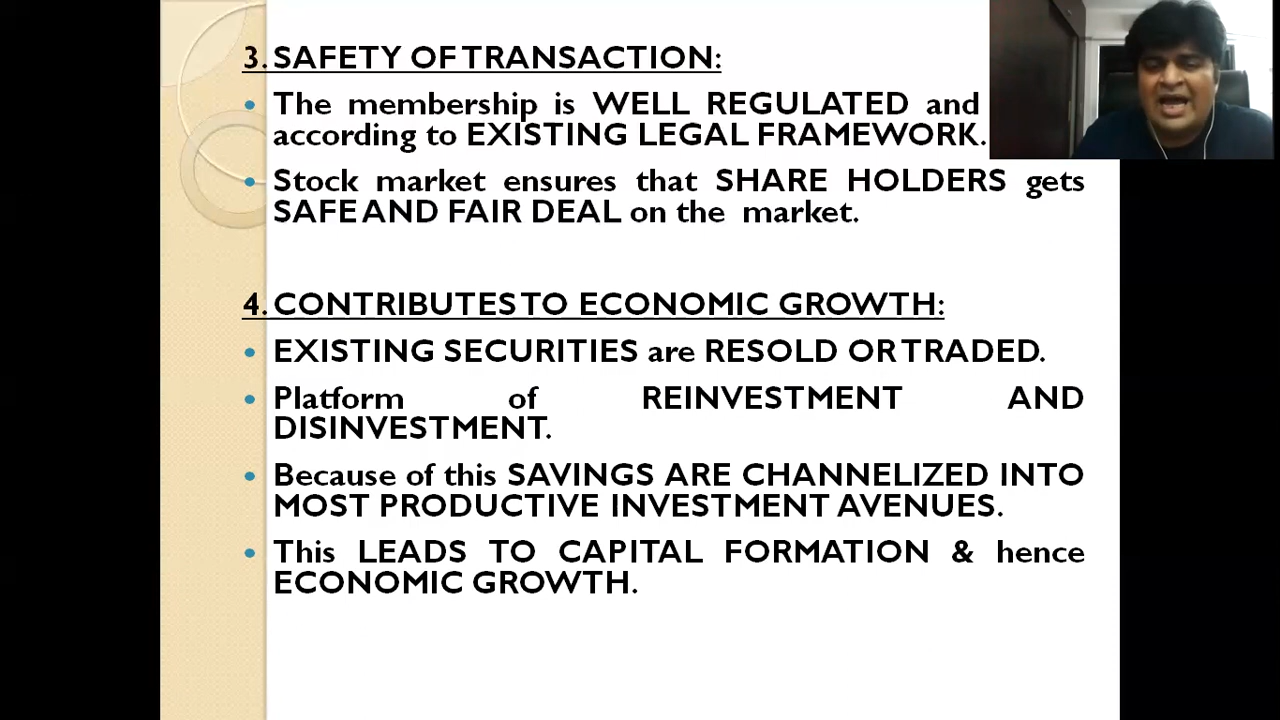 3. SAFETY OF TRANSACTION:
• The membership is WELL REGULATED and
according to EXISTING LEGAL FRAMEWORK.
• Stock market ensures that SHARE HOLDERS gets
SAFE AND FAIR DEAL on the market.
4. CONTRIBUTES TO ECONOMIC GROWTH:
• EXISTING SECURITIES are RESOLD OR TRADED.
• Platform of REINVESTMENT AND
DISINVESTMENT.
• Because of this SAVINGS ARE CHANNELIZED INTO
MOST PRODUCTIVE INVESTMENT AVENUES.
• This LEADS TO CAPITAL FORMATION & hence
ECONOMIC GROWTH.